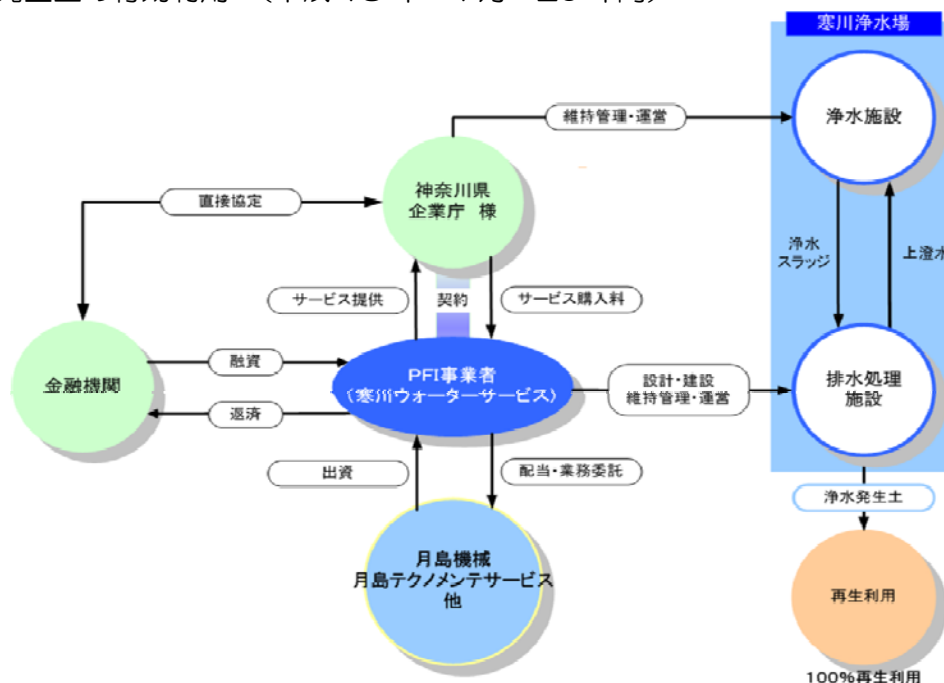 寒川浄水場
浄水施設
維持管理・運営
神奈川県
企業庁 様
直接協定
浄水
スラッジ
上澄水
サービス提供
契約
サービス購入料
融資
金融機関
PFI事業者
(寒川ウォーターサービス)
設計・建設
維持管理・運営
排水処理
施設
返済
出資
配当・業務委託
浄水発生土
月島機械
月島テクノメンテサービス
他
再生利用
100%再生利用